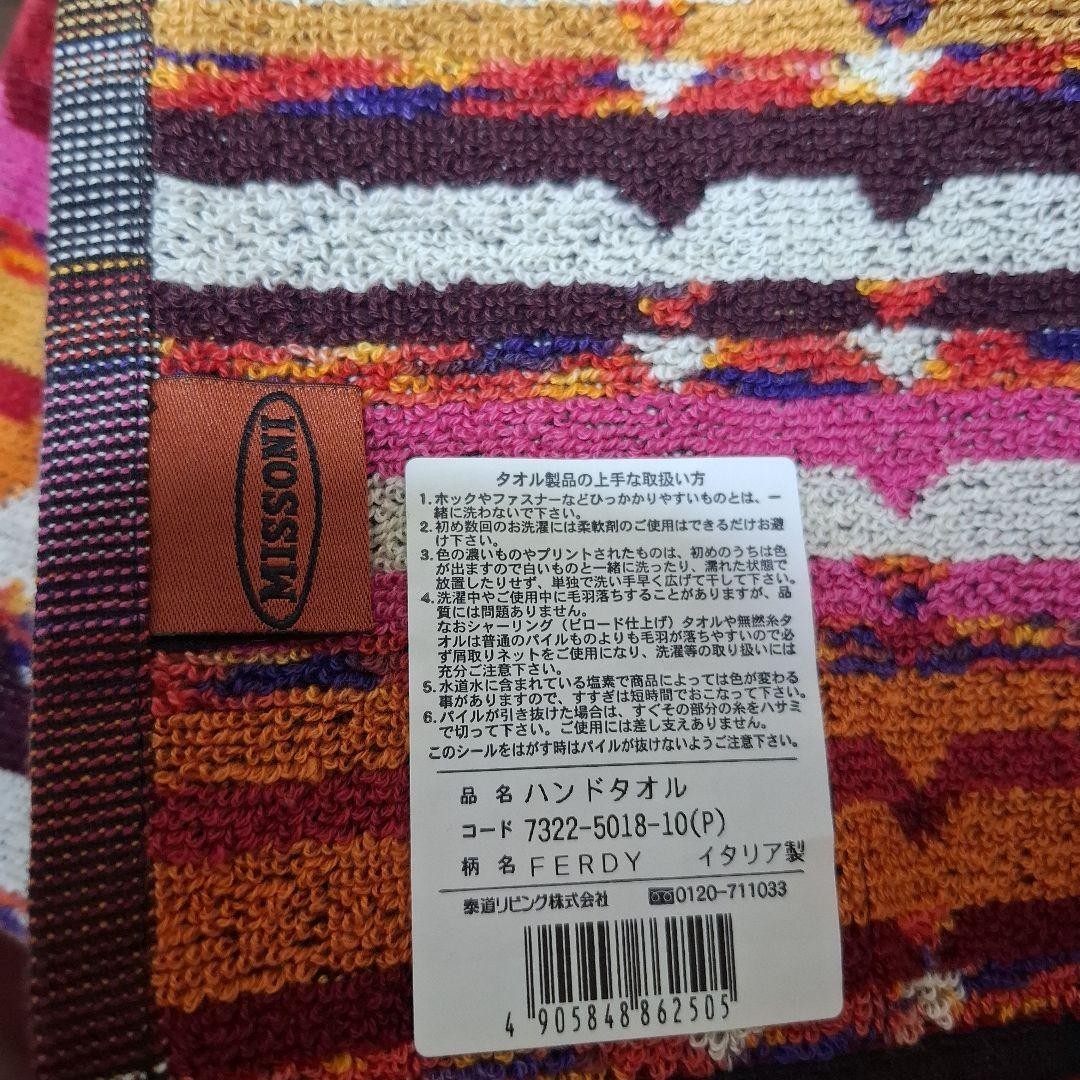 MISSONI
タオル製品の上手な取扱い方
1. ホックやファスナーなどひっかかりやすいものとは、一
緒に洗わないで下さい。
2. 初め数回のお洗濯には柔軟剤のご使用はできるだけお避
け下さい。
3. 色の濃いものやプリントされたものは、初めのうちは色
が出ますので白いものと一緒に洗ったり、濡れた状態で
放置したりせず、単独で洗い手早く広げて干して下さい。
4. 洗濯中やご使用中に毛羽落ちすることがありますが、品
質には問題ありません。
なおシャーリング（ビロード仕上げ）タオルや無撚糸タ
オルは普通のパイルものよりも毛羽が落ちやすいので必
ず屑取りネットをご使用になり、洗濯等の取り扱いには
充分ご注意下さい。
5. 水道水に含まれている塩素で商品によっては色が変わる
事がありますので、すすぎは短時間でおこなって下さい。
6. パイルが引き抜けた場合は、すぐその部分の糸をハサミ
で切って下さい。ご使用には差し支えありません。
このシールをはがす時はパイルが抜けないようご注意下さい。
品 名 ハンドタオル
コード 7322-5018-10(P)
柄 名 FERDY イタリア製
泰道リビング株式会社 0120-711033
4 905848 862505